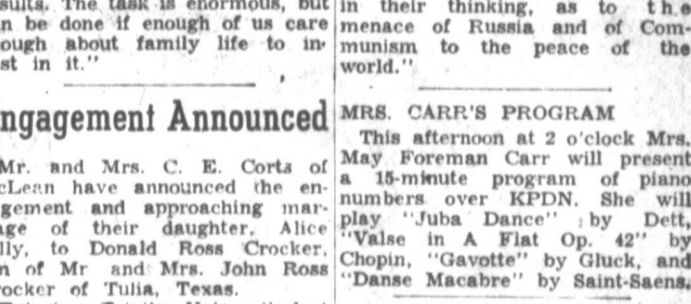 sults. The task is enormous, but
n be done if enough of us care
ough about family life to in-
st in it."
ngagement Announced
Mr. and Mrs. C. E. Corts of
cLean have announced the en-
gement and approaching mar-
age of their daughter, Alice
lly, to Donald Ross Crocker,
n of Mr and Mrs. John Ross
ocker of Tulia, Texas.
in their thinking, as to the
menace of Russia and of Com-
munism to the peace of the
world."
MRS. CARR'S PROGRAM
This afternoon at 2 o'clock Mrs.
May Foreman Carr will present
a 15-minute program of piano
numbers over KPDN. She will
play "Juba Dance" by Dett,
"Valse in A Flat Op. 42" by
Chopin, "Gavotte" by Gluck, and
"Danse Macabre" by Saint-Saens.